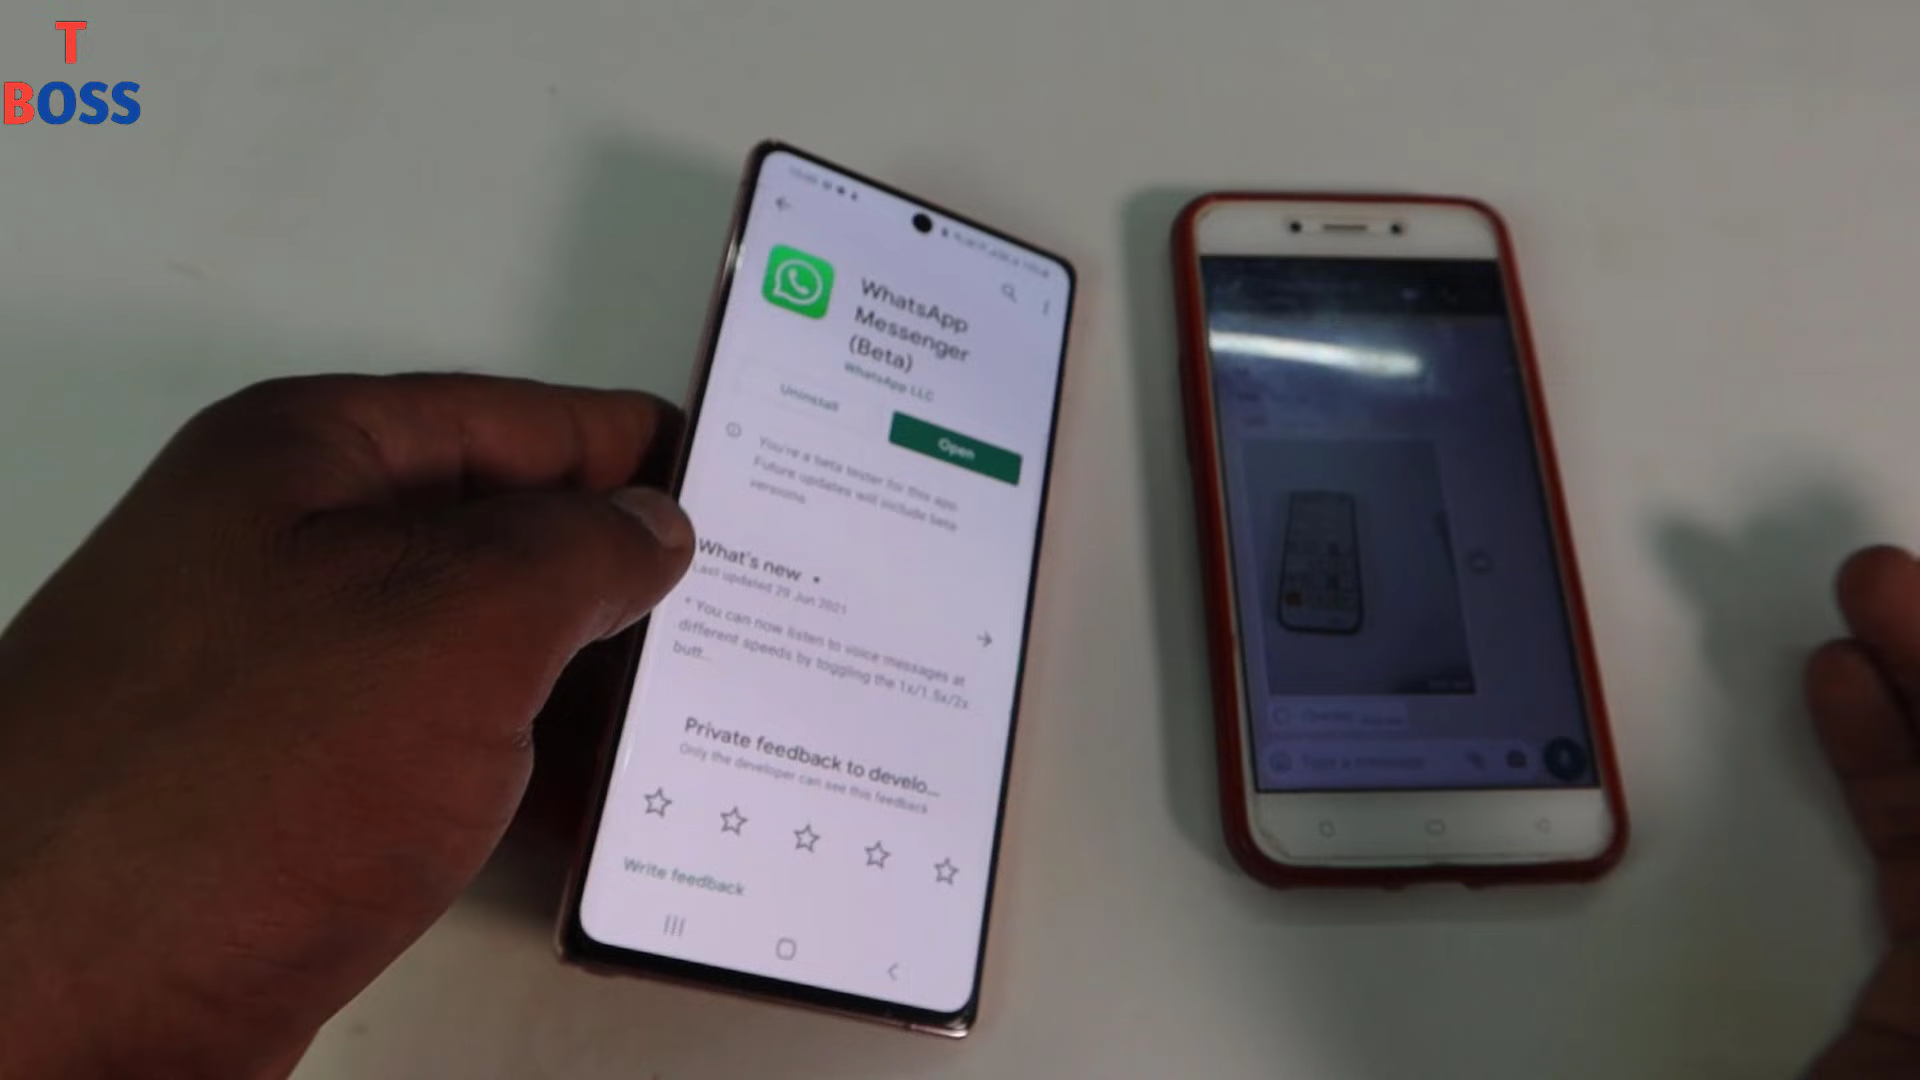 T
BOSS
WhatsApp
Messenger
(Beta)
WhatsApp LLC
Uninstall
Open
You're a beta tester for this app.
Future updates will include beta
versions
What's new •
Last updated 29 Jun 2021
* You can now listen to voice messages at
different speeds by toggling the 1x/1.5x/2x
butt...
Private feedback to develo...
Only the developer can see this feedback
Write feedback
Type a message